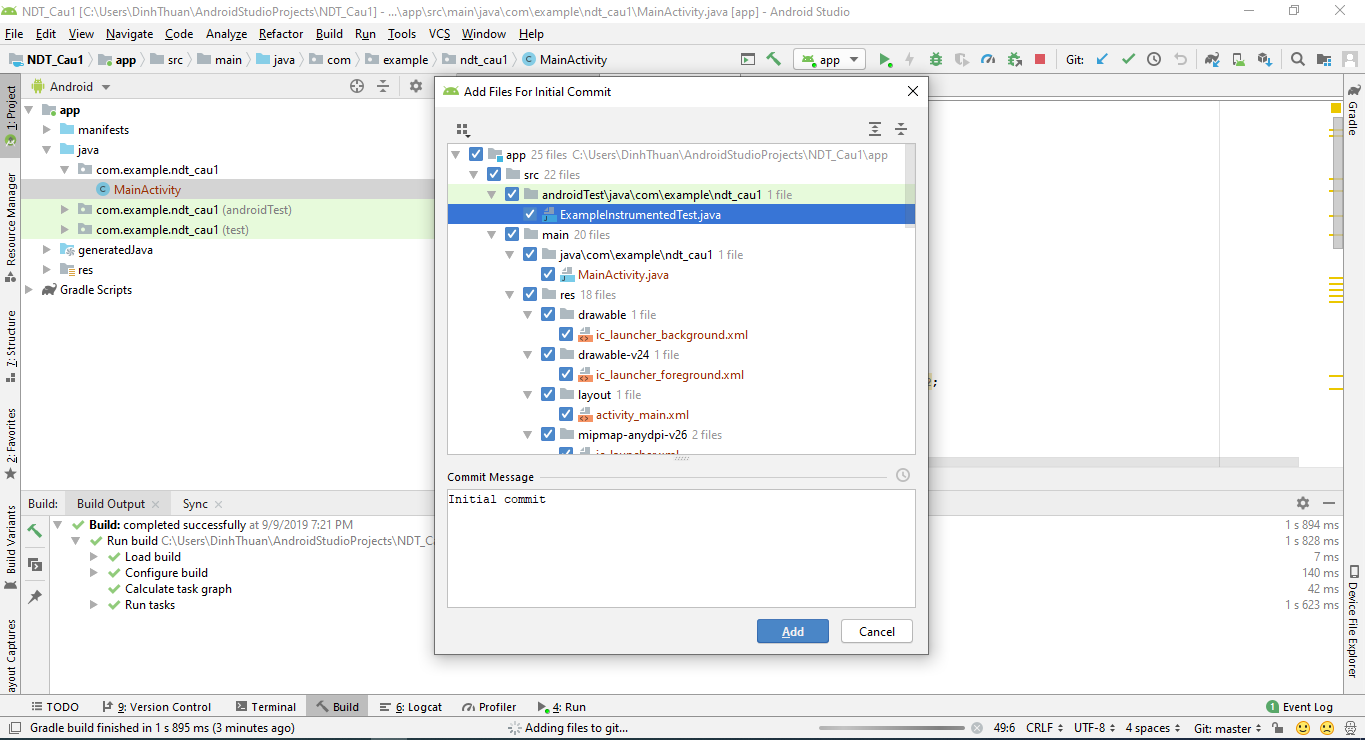 NDT_Cau1 [C:\Users\DinhThuan\AndroidStudioProjects\NDT_Cau1] - ...\app\src\main\java\com\example\ndt_cau1\MainActivity.java [app] - Android Studio
File Edit View Navigate Code Analyze Refactor Build Run Tools VCS Window Help
NDT_Cau1 app src main java com example ndt_cau1 MainActivity
app
Git:
1: Project
Resource Manager
7: Structure
2: Favorites
Build Variants
ayout Captures
Android
app
manifests
java
com.example.ndt_cau1
MainActivity
com.example.ndt_cau1 (androidTest)
com.example.ndt_cau1 (test)
generatedJava
res
Gradle Scripts
Add Files For Initial Commit
app 25 files C:\Users\DinhThuan\AndroidStudioProjects\NDT_Cau1\app
src 22 files
androidTest\java\com\example\ndt_cau1 1 file
ExampleInstrumentedTest.java
main 20 files
java\com\example\ndt_cau1 1 file
MainActivity.java
res 18 files
drawable 1 file
ic_launcher_background.xml
drawable-v24 1 file
ic_launcher_foreground.xml
layout 1 file
activity_main.xml
mipmap-anydpi-v26 2 files
Commit Message
Initial commit
Add
Cancel
Gradle
Device File Explorer
Build: Build Output Sync
Build: completed successfully at 9/9/2019 7:21 PM 1 s 894 ms
Run build C:\Users\DinhThuan\AndroidStudioProjects\NDT_C 1 s 828 ms
Load build 7 ms
Configure build 140 ms
Calculate task graph 42 ms
Run tasks 1 s 623 ms
TODO 9: Version Control Terminal Build 6: Logcat Profiler 4: Run 1 Event Log
Gradle build finished in 1 s 895 ms (3 minutes ago) Adding files to git... 49:6 CRLF UTF-8 4 spaces Git: master